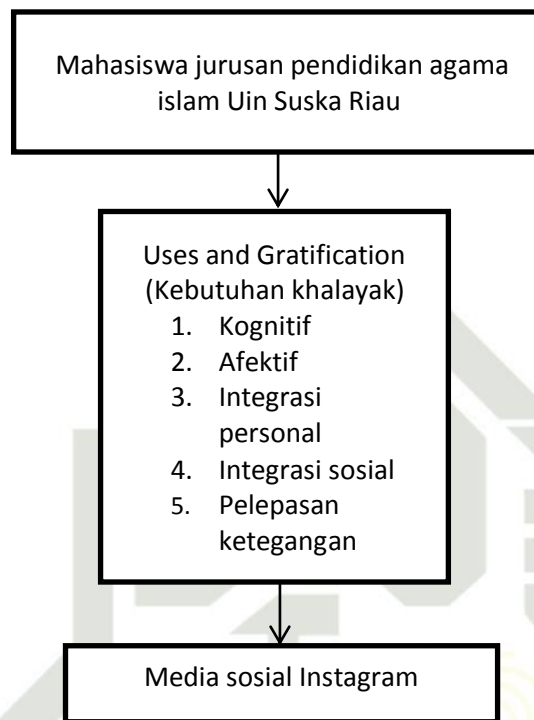 Mahasiswa jurusan pendidikan agama
islam Uin Suska Riau
Uses and Gratification
(Kebutuhan khalayak)
1. Kognitif
2. Afektif
3. Integrasi
personal
4. Integrasi sosial
5. Pelepasan
ketegangan
Media sosial Instagram